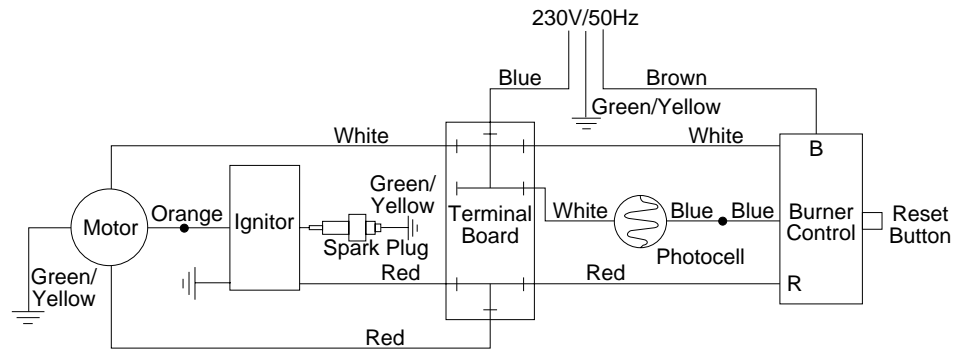 230V/50Hz
Blue
Brown
Green/Yellow
White
White
B
Green/
Yellow
Motor
Orange
Ignitor
Spark Plug
Terminal
Board
White
Blue
Blue
Photocell
Burner
Control
Reset
Button
Green/
Yellow
Red
Red
R
Red